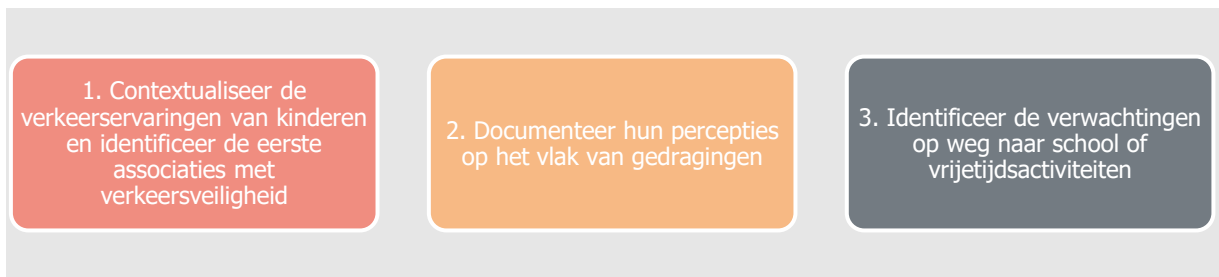 1. Contextualiseer de
verkeerservaringen van kinderen
en identificeer de eerste
associaties met
verkeersveiligheid
2. Documenteer hun percepties
op het vlak van gedragingen
3. Identificeer de verwachtingen
op weg naar school of
vrijetijdsactiviteiten